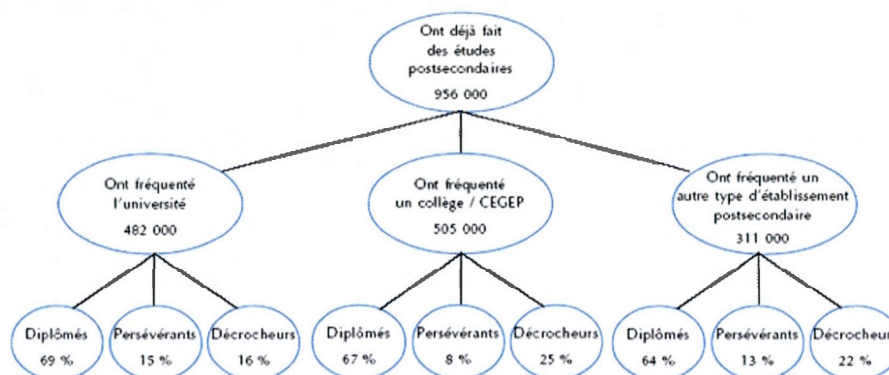 Ont déjà fait
des études
postsecondaires
956 000
Ont fréquenté
l'université
482 000
Ont fréquenté
un collège / CEGEP
505 000
Ont fréquenté un
autre type d'établissement
postsecondaire
311 000
Diplômés
69 %
Persévérants
15 %
Décrocheurs
16 %
Diplômés
67 %
Persévérants
8 %
Décrocheurs
25 %
Diplômés
64 %
Persévérants
13 %
Décrocheurs
22 %